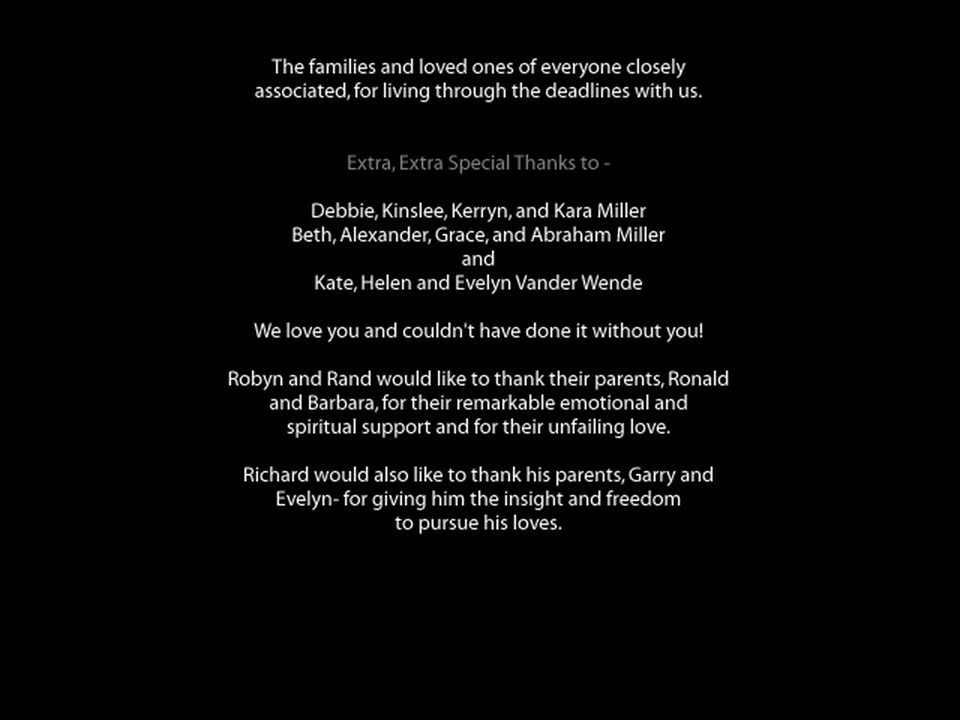 The families and loved ones of everyone closely
associated, for living through the deadlines with us.
Extra, Extra Special Thanks to -
Debbie, Kinslee, Kerryn, and Kara Miller
Beth, Alexander, Grace, and Abraham Miller
and
Kate, Helen and Evelyn Vander Wende
We love you and couldn't have done it without you!
Robyn and Rand would like to thank their parents, Ronald
and Barbara, for their remarkable emotional and
spiritual support and for their unfailing love.
Richard would also like to thank his parents, Garry and
Evelyn- for giving him the insight and freedom
to pursue his loves.